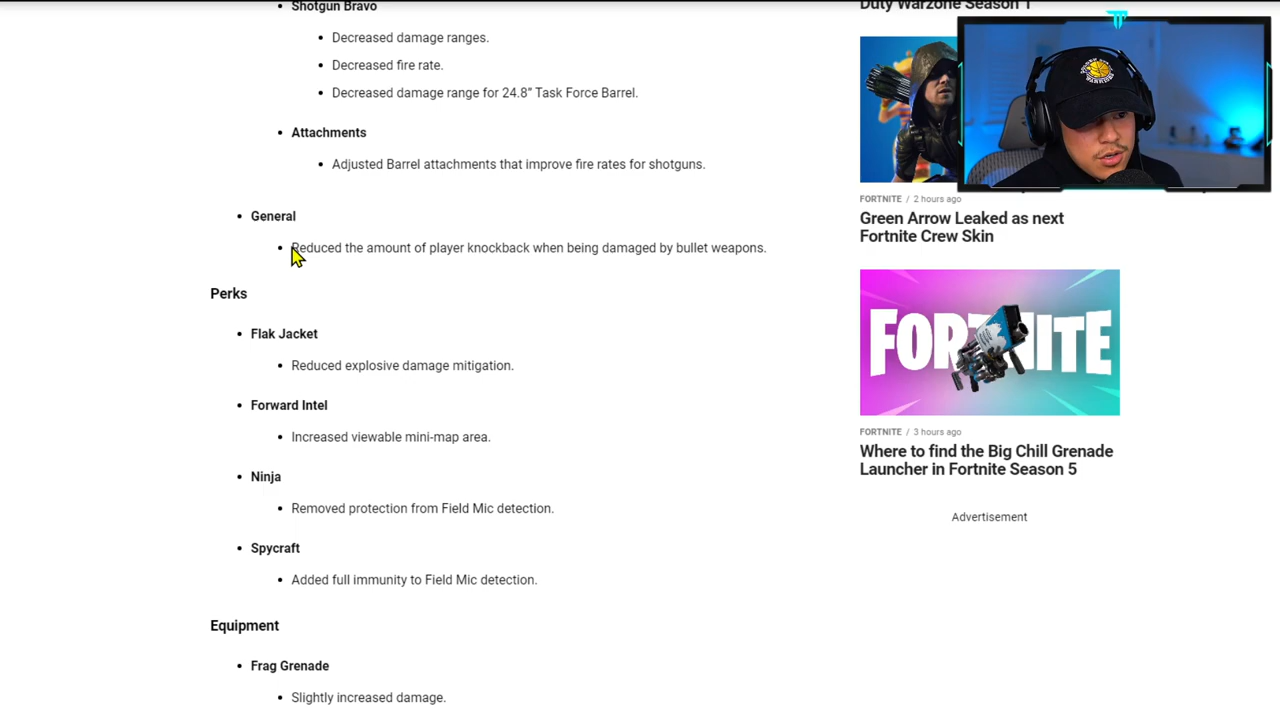 Shotgun Bravo
Decreased damage ranges.
Decreased fire rate.
Decreased damage range for 24.8" Task Force Barrel.
Attachments
Adjusted Barrel attachments that improve fire rates for shotguns.
General
Reduced the amount of player knockback when being damaged by bullet weapons.
Perks
Flak Jacket
Reduced explosive damage mitigation.
Forward Intel
Increased viewable mini-map area.
Ninja
Removed protection from Field Mic detection.
Spycraft
Added full immunity to Field Mic detection.
Equipment
Frag Grenade
Slightly increased damage.
Duty Warzone Season 1
FORTNITE / 2 hours ago
Green Arrow Leaked as next
Fortnite Crew Skin
FORTNITE
FORTNITE / 3 hours ago
Where to find the Big Chill Grenade
Launcher in Fortnite Season 5
Advertisement